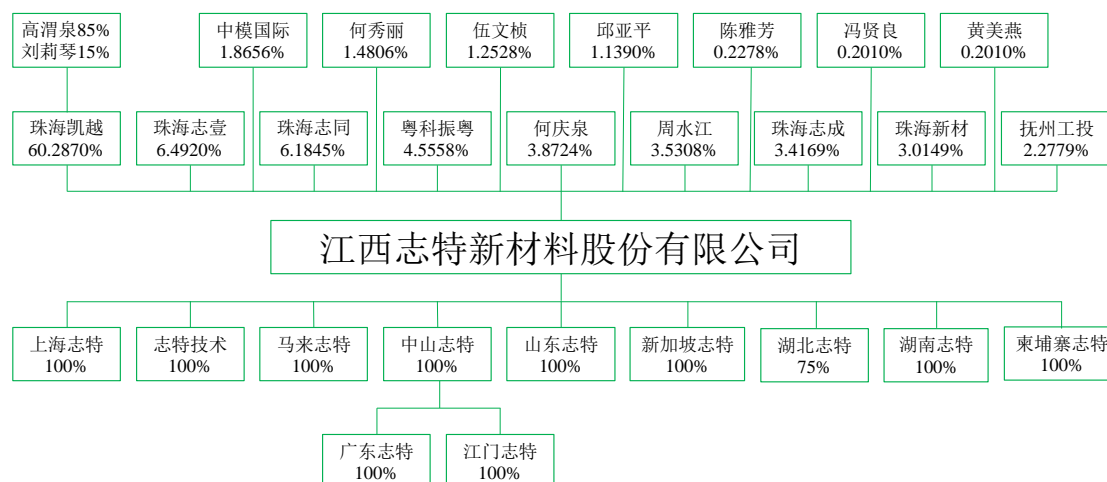 高渭泉85%
刘莉琴15%
中模国际
1.8656%
何秀丽
1.4806%
伍文桢
1.2528%
邱亚平
1.1390%
陈雅芳
0.2278%
冯贤良
0.2010%
黄美燕
0.2010%
珠海凯越
60.2870%
珠海志壹
6.4920%
珠海志同
6.1845%
粤科振粤
4.5558%
何庆泉
3.8724%
周水江
3.5308%
珠海志成
3.4169%
珠海新材
3.0149%
抚州工投
2.2779%
江西志特新材料股份有限公司
上海志特
100%
志特技术
100%
马来志特
100%
中山志特
100%
山东志特
100%
新加坡志特
100%
湖北志特
75%
湖南志特
100%
柬埔寨志特
100%
广东志特
100%
江门志特
100%